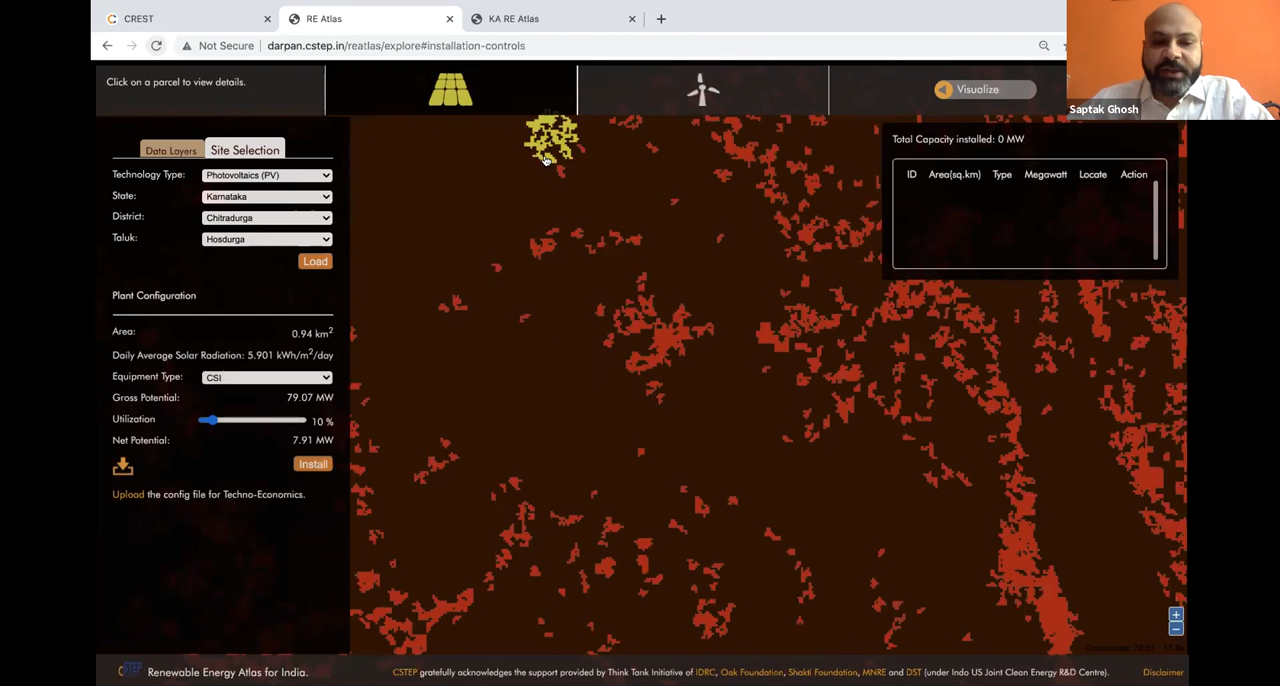 CREST
RE Atlas
KA RE Atlas
Not Secure
darpan.cstep.in/reatlas/explore#installation-controls
Saptak Ghosh
Click on a parcel to view details.
Visualize
Data Layers
Site Selection
Technology Type: Photovoltaics (PV)
State: Karnataka
District: Chitradurga
Taluk: Hosdurga
Load
Plant Configuration
Area: 0.94 km²
Daily Average Solar Radiation: 5.901 kWh/m²/day
Equipment Type: CSI
Gross Potential: 79.07 MW
Utilization 10 %
Net Potential: 7.91 MW
Install
Upload the config file for Techno-Economics.
Total Capacity installed: 0 MW
ID Area(sq.km) Type Megawatt Locate Action
+
−
CSTEP Renewable Energy Atlas for India.
CSTEP gratefully acknowledges the support provided by Think Tank Initiative of IDRC, Oak Foundation, Shakti Foundation, MNRE and DST (under Indo US Joint Clean Energy R&D Centre).
Disclaimer